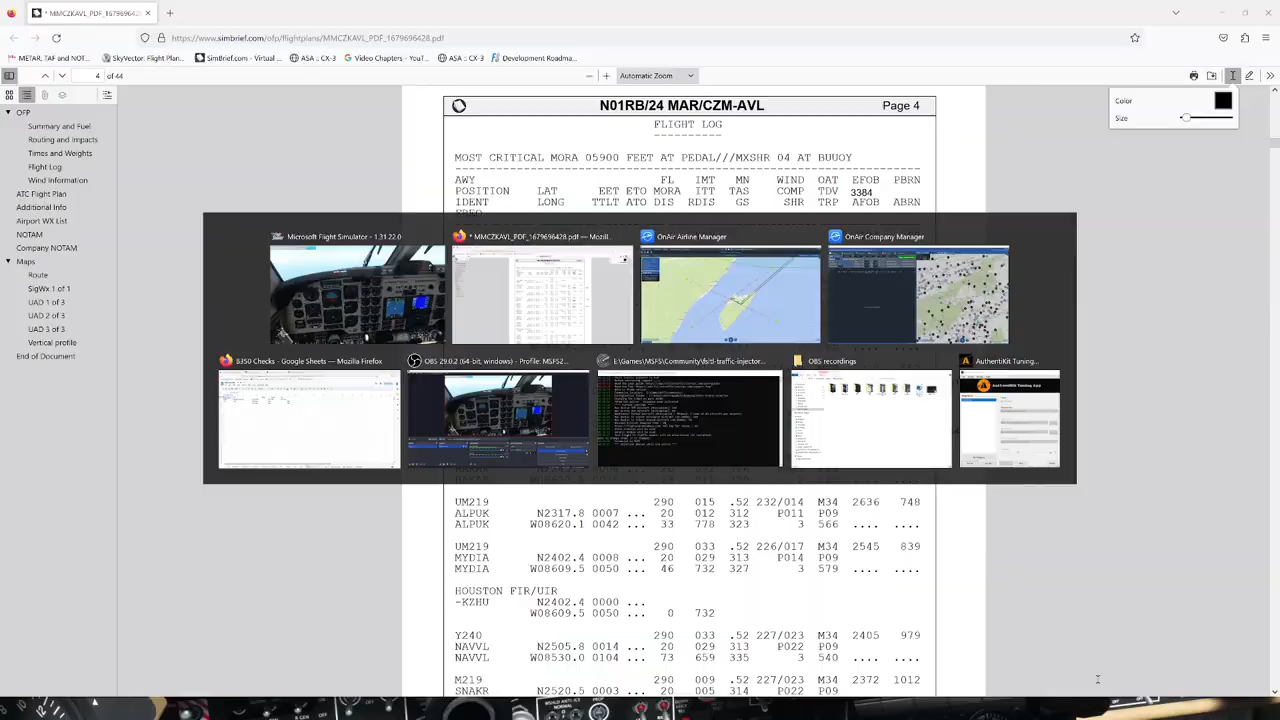 * MMCZKAVL_PDF_1679696428.pdf
https://www.simbrief.com/ofp/flightplans/MMCZKAVL_PDF_1679696428.pdf
METAR, TAF and NOT... SkyVector: Flight Plan... SimBrief.com - Virtual ... ASA :: CX-3 Video Chapters - YouT... ASA :: CX-3 Development Roadma...
4 of 44 Automatic Zoom
Color
Size
OFP
Summary and Fuel
Routing and Impacts
Times and Weights
Flight Log
Wind Information
ATC Flight Plan
Additional Info
Airport WX List
NOTAM
Company NOTAM
Maps
Route
SigWx 1 of 1
UAD 1 of 3
UAD 2 of 3
UAD 3 of 3
Vertical profile
End of Document
N01RB/24 MAR/CZM-AVL Page 4
FLIGHT LOG
----------
MOST CRITICAL MORA 05900 FEET AT PEDAL///MXSHR 04 AT BUUOY
AWY FL IMT MN WIND OAT EFOB PBRN
POSITION LAT EET ETO MORA ITT TAS COMP TDV 3384
IDENT LONG TTLT ATO DIS RDIS GS SHR TRP AFOB ABRN
Microsoft Flight Simulator - 1.31.22.0
* MMCZKAVL_PDF_1679696428.pdf — Mozill...
OnAir Airline Manager
OnAir Company Manager
B350 Checks - Google Sheets — Mozilla Firefox
OBS 29.0.2 (64-bit, windows) - Profile: MSFS2...
E:\Games\MSFS\Community\fsltl-traffic-injector...
OBS recordings
AuthentiKit Tuning...
UM219 290 015 .52 232/014 M34 2636 748
ALPUK N2317.8 0007 ... 20 012 312 P011 P09
ALPUK W08620.1 0042 ... 33 778 323 3 566 .... ....
UM219 290 033 .52 226/017 M34 2545 839
MYDIA N2402.4 0008 ... 20 029 313 P014 P09
MYDIA W08609.5 0050 ... 46 732 327 3 579 .... ....
HOUSTON FIR/UIR
-KZHU N2402.4 0000 ...
W08609.5 0050 ... 0 732
Y240 290 033 .52 227/023 M34 2405 979
NAVVL N2505.8 0014 ... 20 029 313 P022 P09
NAVVL W08530.0 0104 ... 73 659 335 3 540 .... ....
M219 290 009 .52 227/023 M34 2372 1012
SNAKR N2520.5 0003 ... 20 005 314 P022 P09